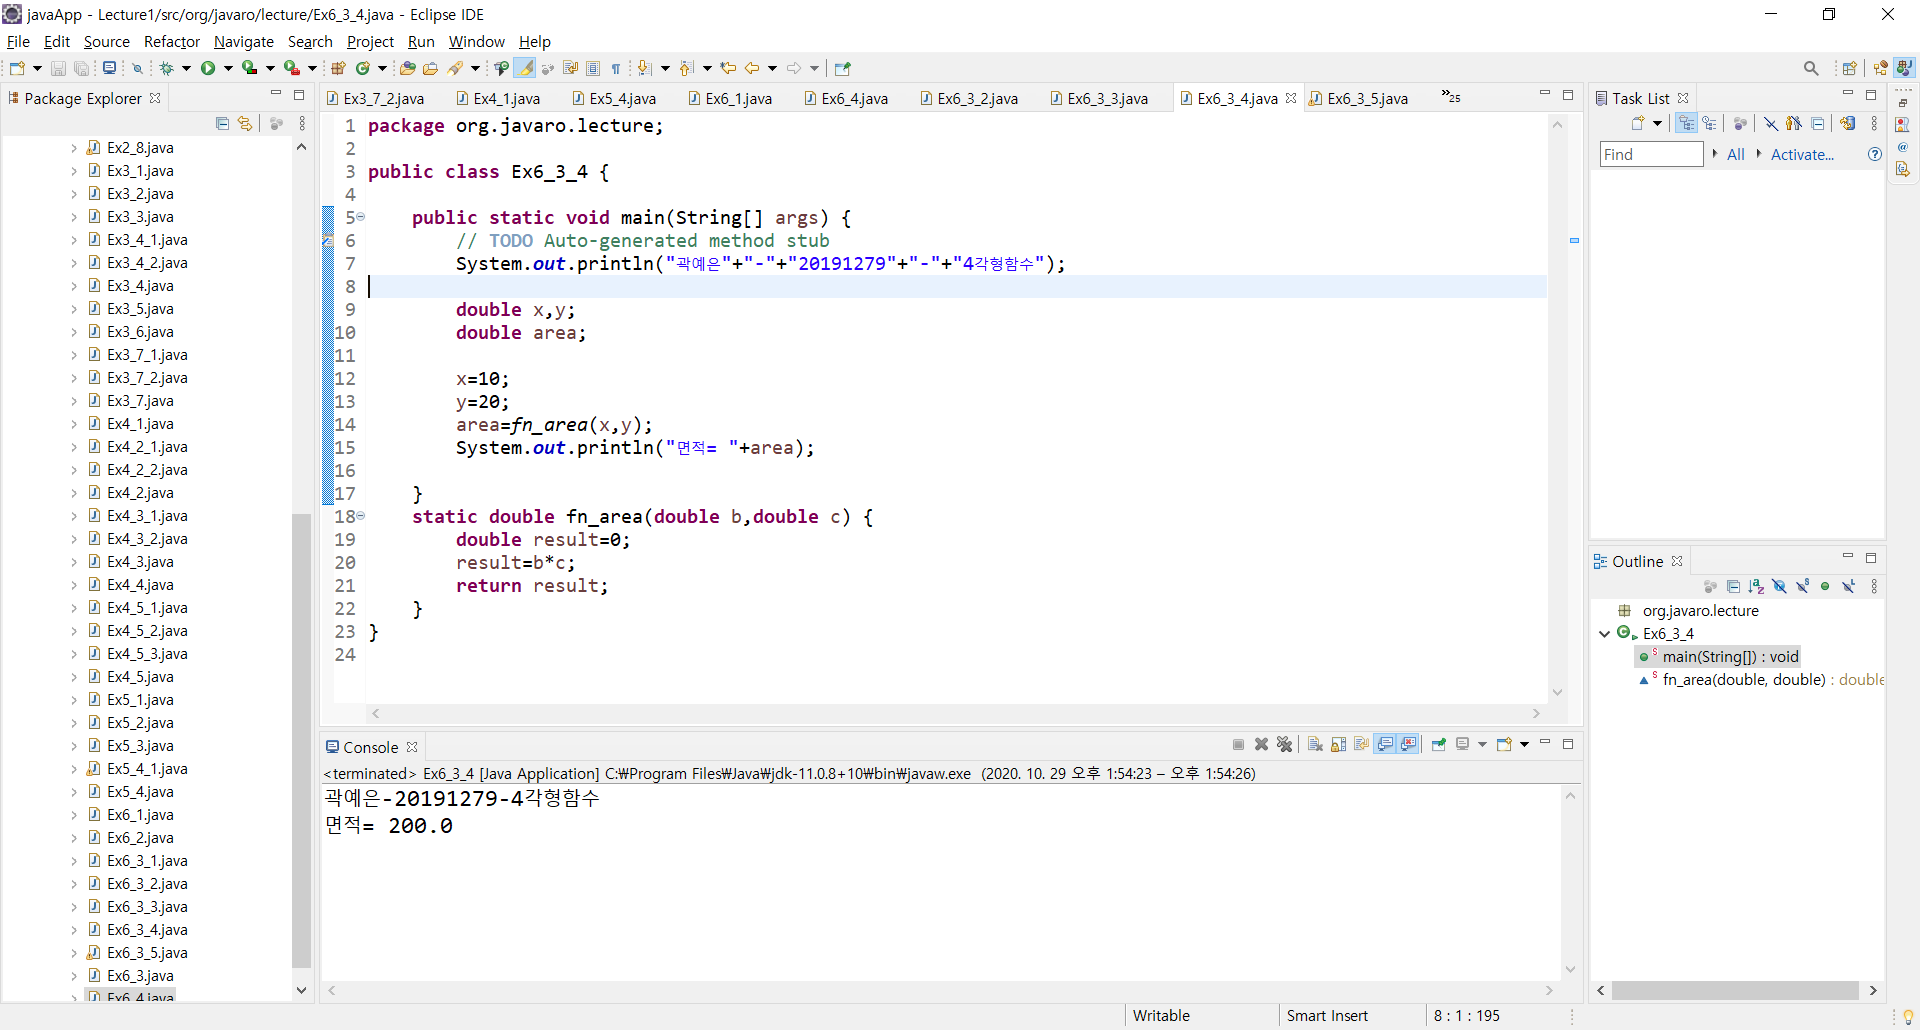 javaApp - Lecture1/src/org/javaro/lecture/Ex6_3_4.java - Eclipse IDE
File Edit Source Refactor Navigate Search Project Run Window Help
Package Explorer
Ex2_8.java
Ex3_1.java
Ex3_2.java
Ex3_3.java
Ex3_4_1.java
Ex3_4_2.java
Ex3_4.java
Ex3_5.java
Ex3_6.java
Ex3_7_1.java
Ex3_7_2.java
Ex3_7.java
Ex4_1.java
Ex4_2_1.java
Ex4_2_2.java
Ex4_2.java
Ex4_3_1.java
Ex4_3_2.java
Ex4_3.java
Ex4_4.java
Ex4_5_1.java
Ex4_5_2.java
Ex4_5_3.java
Ex4_5.java
Ex5_1.java
Ex5_2.java
Ex5_3.java
Ex5_4_1.java
Ex5_4.java
Ex6_1.java
Ex6_2.java
Ex6_3_1.java
Ex6_3_2.java
Ex6_3_3.java
Ex6_3_4.java
Ex6_3_5.java
Ex6_3.java
Ex6_4.java
Ex3_7_2.java Ex4_1.java Ex5_4.java Ex6_1.java Ex6_4.java Ex6_3_2.java Ex6_3_3.java Ex6_3_4.java Ex6_3_5.java »25
1 package org.javaro.lecture;
2
3 public class Ex6_3_4 {
4
5 public static void main(String[] args) {
6 // TODO Auto-generated method stub
7 System.out.println("곽예은"+"-"+"20191279"+"-"+"4각형함수");
8
9 double x,y;
10 double area;
11
12 x=10;
13 y=20;
14 area=fn_area(x,y);
15 System.out.println("면적= "+area);
16
17 }
18 static double fn_area(double b,double c) {
19 double result=0;
20 result=b*c;
21 return result;
22 }
23 }
24
Console
<terminated> Ex6_3_4 [Java Application] C:₩Program Files₩Java₩jdk-11.0.8+10₩bin₩javaw.exe (2020. 10. 29 오후 1:54:23 – 오후 1:54:26)
곽예은-20191279-4각형함수
면적= 200.0
Task List
Find All Activate...
Outline
org.javaro.lecture
Ex6_3_4
main(String[]) : void
fn_area(double, double) : double
Writable Smart Insert 8 : 1 : 195